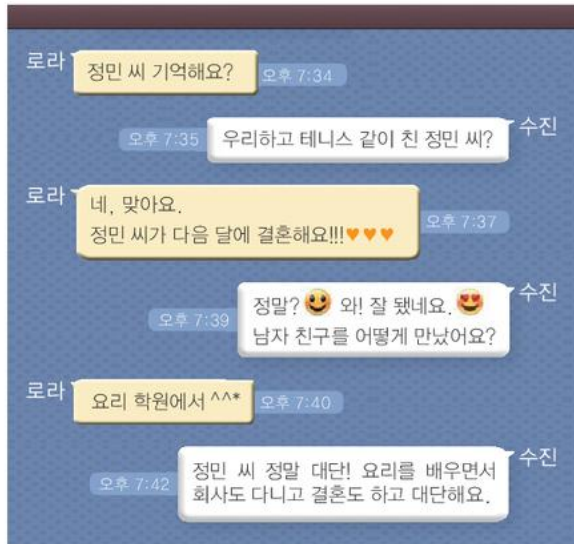 로라
정민 씨 기억해요?
오후 7:34
수진
오후 7:35
우리하고 테니스 같이 친 정민 씨?
로라
네, 맞아요.
정민 씨가 다음 달에 결혼해요!!!♥♥♥
오후 7:37
수진
정말?😃 와! 잘 됐네요.😍
남자 친구를 어떻게 만났어요?
오후 7:39
로라
요리 학원에서 ^^*
오후 7:40
수진
정민 씨 정말 대단! 요리를 배우면서
회사도 다니고 결혼도 하고 대단해요.
오후 7:42